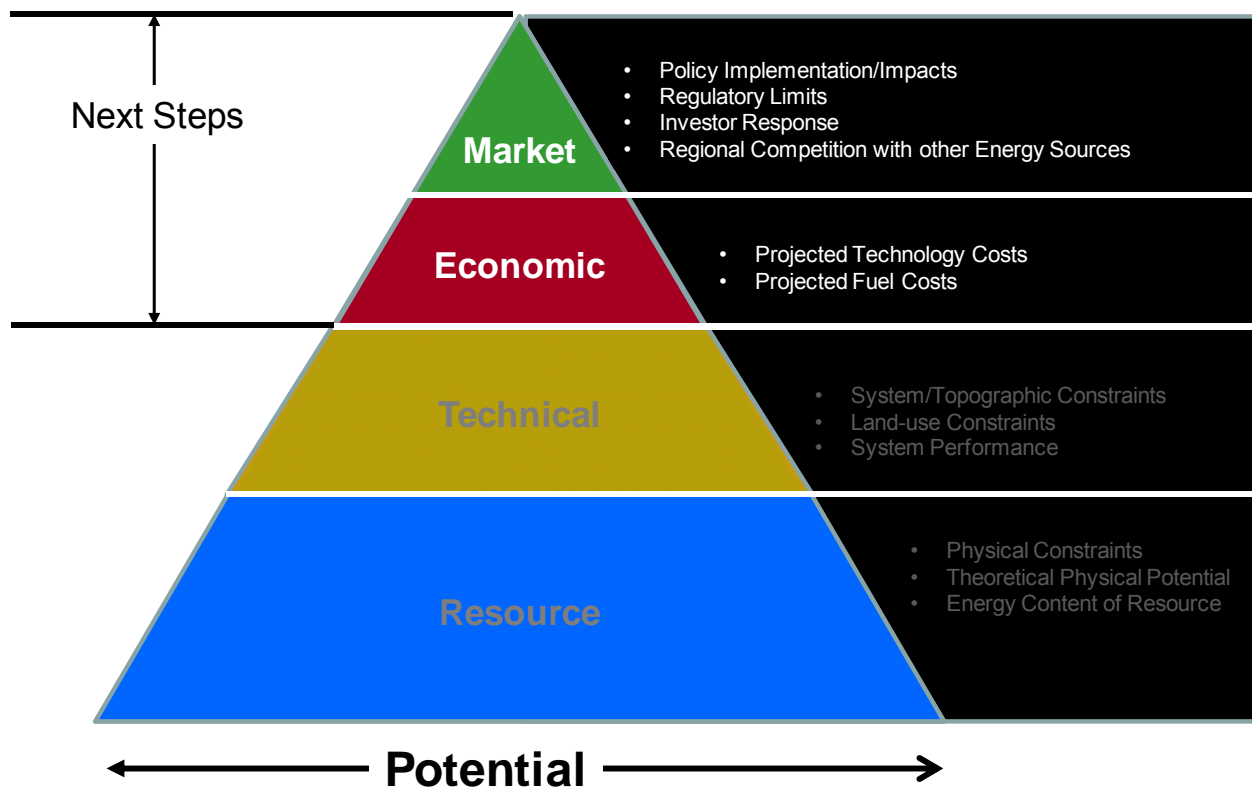 Next Steps
Market
• Policy Implementation/Impacts
• Regulatory Limits
• Investor Response
• Regional Competition with other Energy Sources
Economic
• Projected Technology Costs
• Projected Fuel Costs
Technical
• System/Topographic Constraints
• Land-use Constraints
• System Performance
Resource
• Physical Constraints
• Theoretical Physical Potential
• Energy Content of Resource
Potential